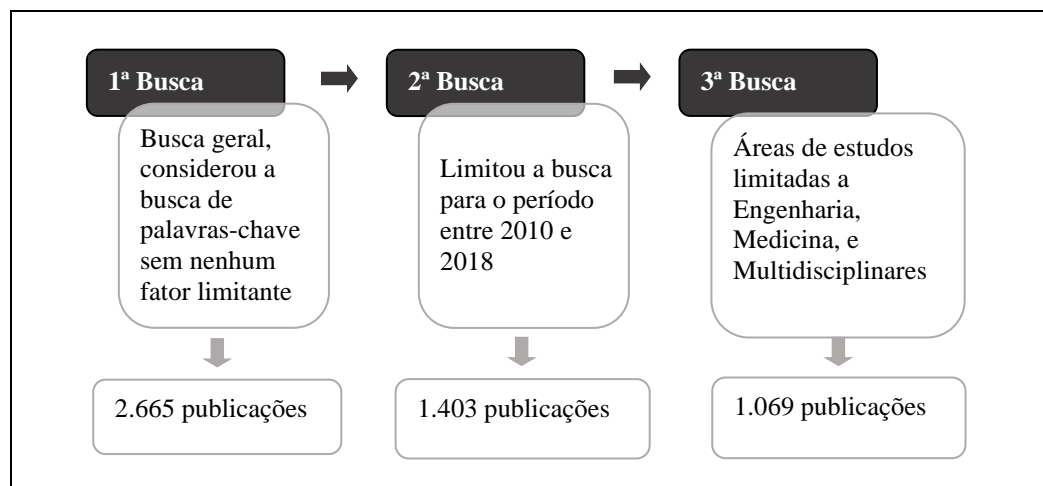 1ª Busca
Busca geral,
considerou a
busca de
palavras-chave
sem nenhum
fator limitante
2.665 publicações
2ª Busca
Limitou a busca
para o período
entre 2010 e
2018
1.403 publicações
3ª Busca
Áreas de estudos
limitadas a
Engenharia,
Medicina, e
Multidisciplinares
1.069 publicações